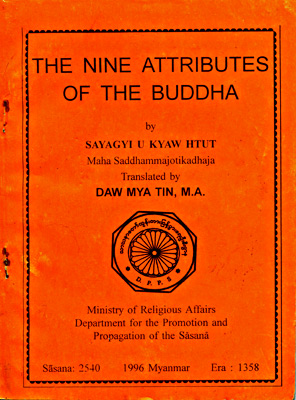 THE NINE ATTRIBUTES
OF THE BUDDHA
by
SAYAGYI U KYAW HTUT
Maha Saddhammajotikadhaja
Translated by
DAW MYA TIN, M.A.
D. P. P. S
Ministry of Religious Affairs
Department for the Promotion and
Propagation of the Sāsanā
Sāsana: 2540 1996 Myanmar Era : 1358